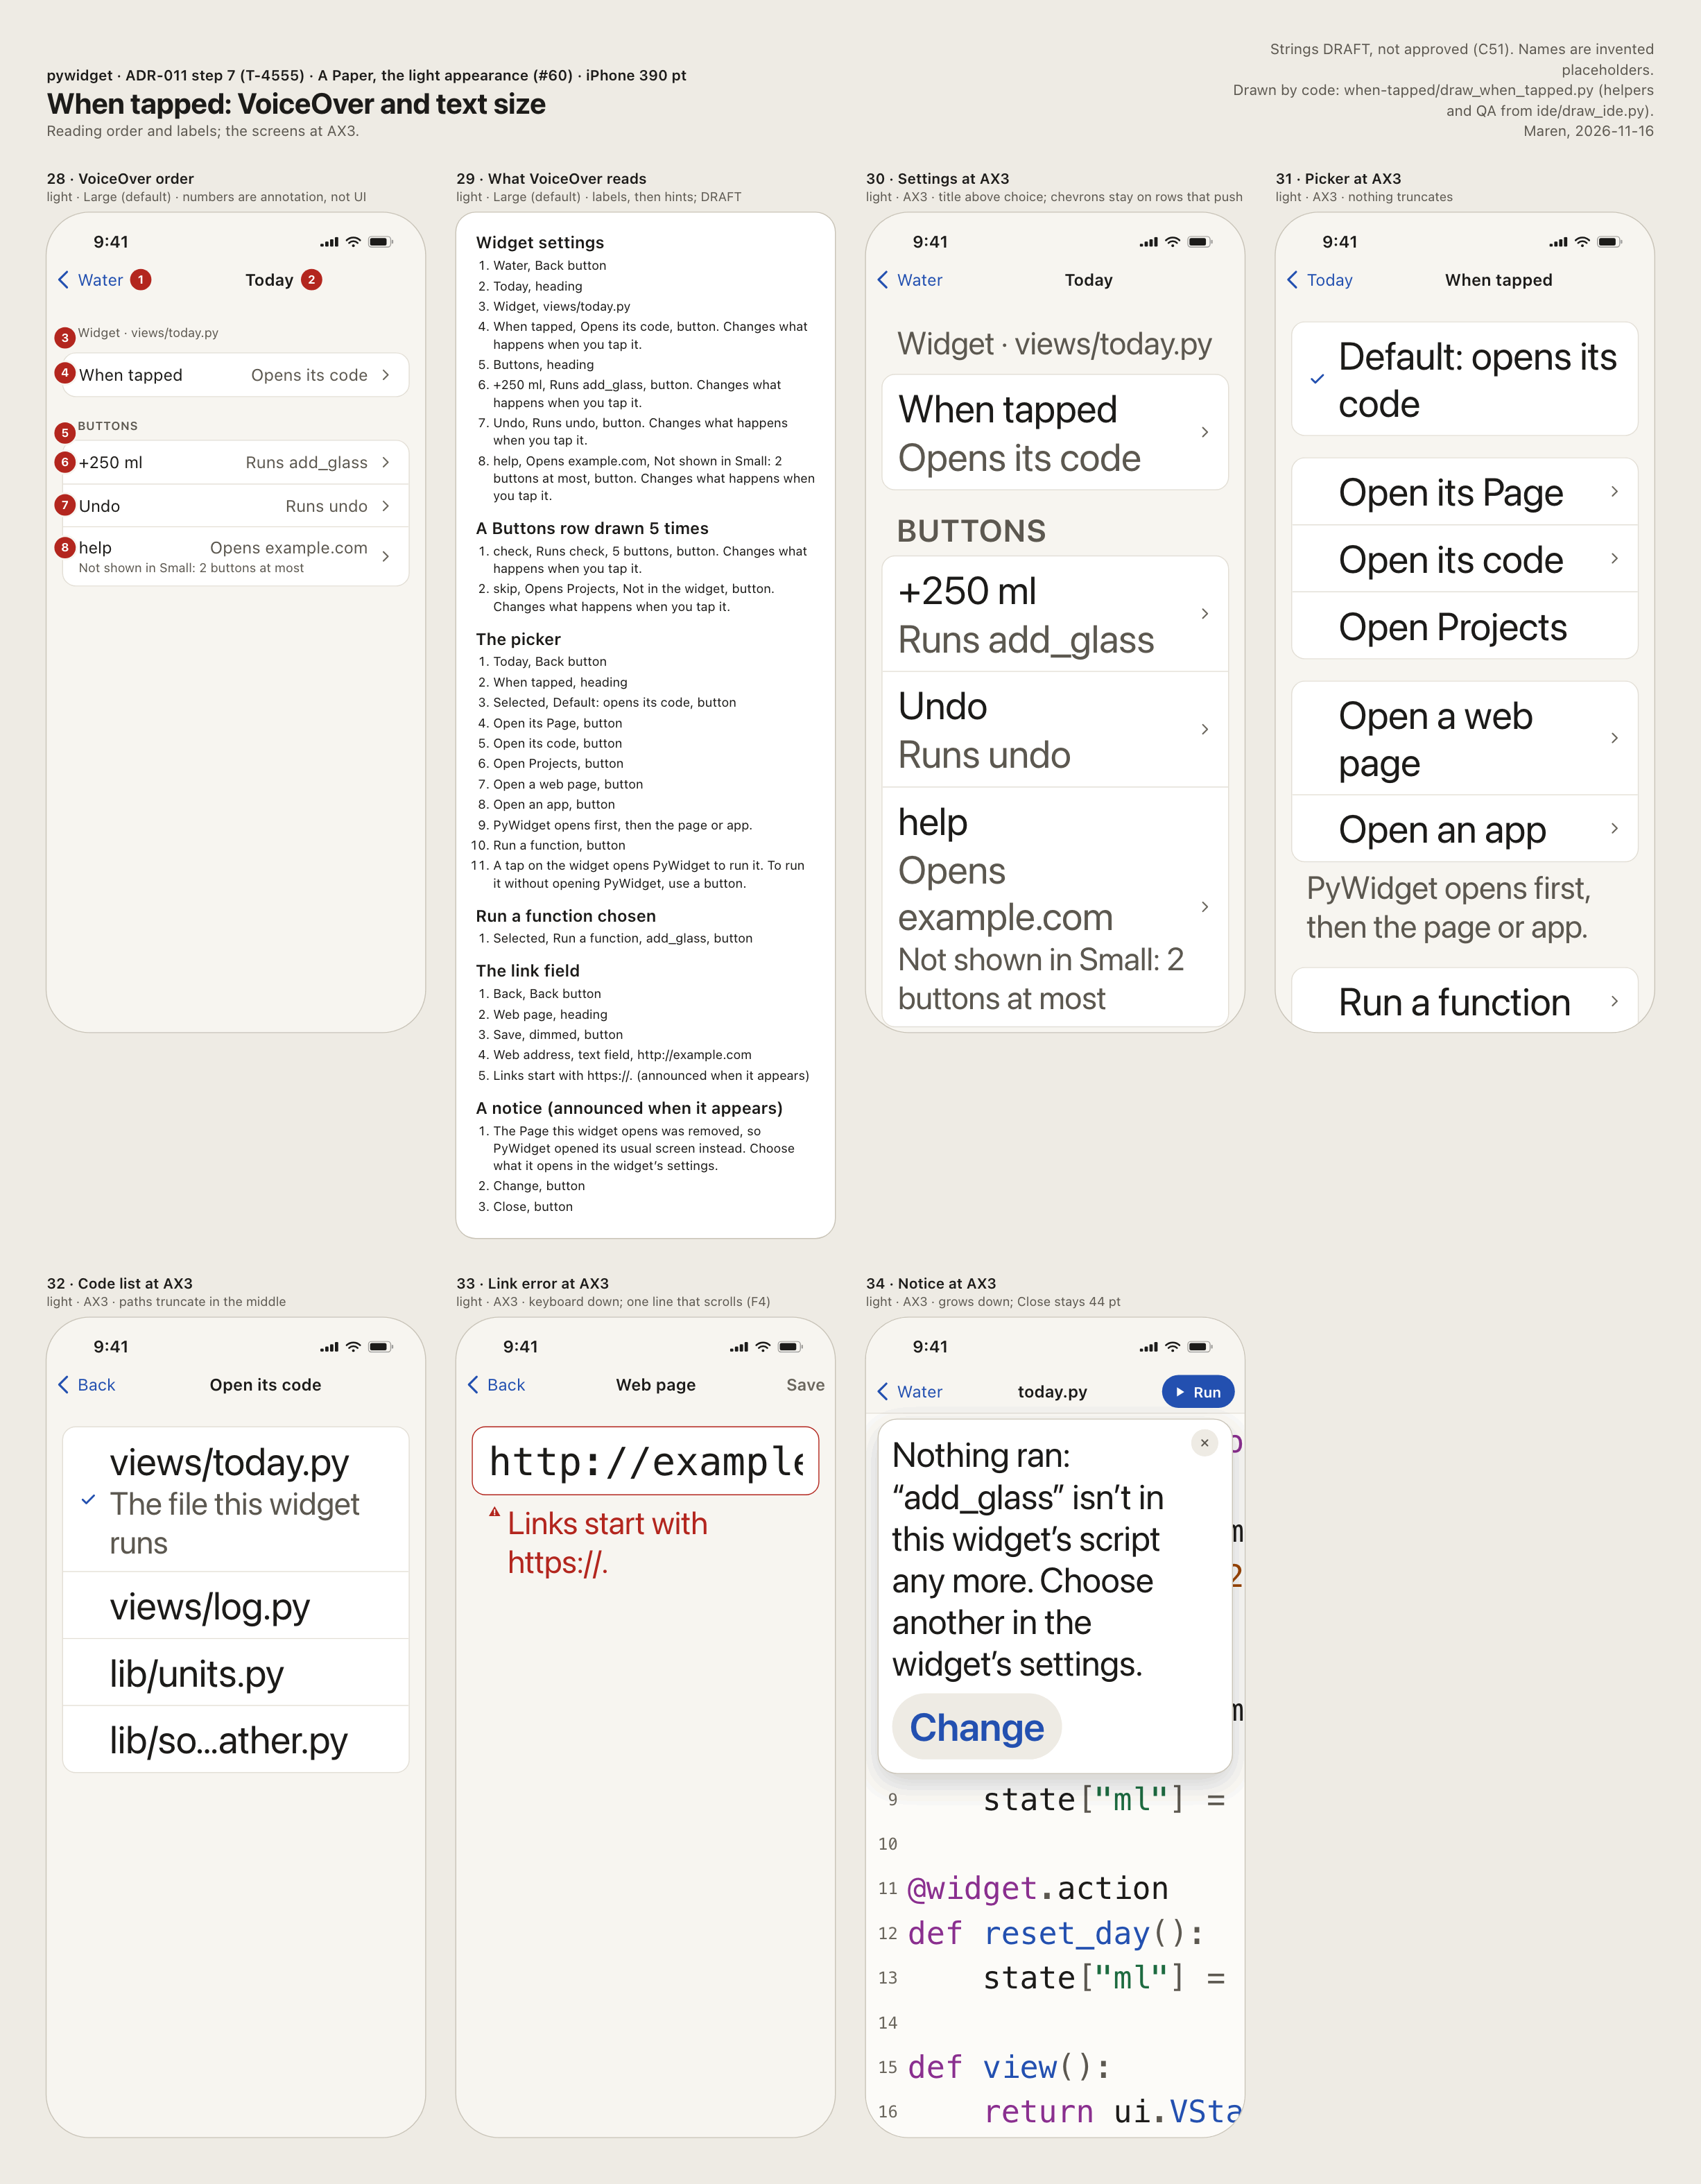 pywidget · ADR-011 step 7 (T-4555) · A Paper, the light appearance (#60) · iPhone 390 pt
When tapped: VoiceOver and text size
Reading order and labels; the screens at AX3.
Strings DRAFT, not approved (C51). Names are invented
placeholders.
Drawn by code: when-tapped/draw_when_tapped.py (helpers
and QA from ide/draw_ide.py).
Maren, 2026-11-16
28 · VoiceOver order
light · Large (default) · numbers are annotation, not UI
9:41
Water 1
Today 2
3 Widget · views/today.py
4 When tapped Opens its code
5 BUTTONS
6 +250 ml Runs add_glass
7 Undo Runs undo
8 help Opens example.com
Not shown in Small: 2 buttons at most
29 · What VoiceOver reads
light · Large (default) · labels, then hints; DRAFT
Widget settings
1. Water, Back button
2. Today, heading
3. Widget, views/today.py
4. When tapped, Opens its code, button. Changes what
happens when you tap it.
5. Buttons, heading
6. +250 ml, Runs add_glass, button. Changes what
happens when you tap it.
7. Undo, Runs undo, button. Changes what happens
when you tap it.
8. help, Opens example.com, Not shown in Small: 2
buttons at most, button. Changes what happens when
you tap it.
A Buttons row drawn 5 times
1. check, Runs check, 5 buttons, button. Changes what
happens when you tap it.
2. skip, Opens Projects, Not in the widget, button.
Changes what happens when you tap it.
The picker
1. Today, Back button
2. When tapped, heading
3. Selected, Default: opens its code, button
4. Open its Page, button
5. Open its code, button
6. Open Projects, button
7. Open a web page, button
8. Open an app, button
9. PyWidget opens first, then the page or app.
10. Run a function, button
11. A tap on the widget opens PyWidget to run it. To run
it without opening PyWidget, use a button.
Run a function chosen
1. Selected, Run a function, add_glass, button
The link field
1. Back, Back button
2. Web page, heading
3. Save, dimmed, button
4. Web address, text field, http://example.com
5. Links start with https://. (announced when it appears)
A notice (announced when it appears)
1. The Page this widget opens was removed, so
PyWidget opened its usual screen instead. Choose
what it opens in the widget's settings.
2. Change, button
3. Close, button
30 · Settings at AX3
light · AX3 · title above choice; chevrons stay on rows that push
9:41
Water
Today
Widget · views/today.py
When tapped
Opens its code
BUTTONS
+250 ml
Runs add_glass
Undo
Runs undo
help
Opens
example.com
Not shown in Small: 2
buttons at most
31 · Picker at AX3
light · AX3 · nothing truncates
9:41
Today
When tapped
Default: opens its
code
Open its Page
Open its code
Open Projects
Open a web
page
Open an app
PyWidget opens first,
then the page or app.
Run a function
32 · Code list at AX3
light · AX3 · paths truncate in the middle
9:41
Back
Open its code
views/today.py
The file this widget
runs
views/log.py
lib/units.py
lib/so...ather.py
33 · Link error at AX3
light · AX3 · keyboard down; one line that scrolls (F4)
9:41
Back
Web page
Save
http://example
Links start with
https://.
34 · Notice at AX3
light · AX3 · grows down; Close stays 44 pt
9:41
Water
today.py
Run
Nothing ran:
“add_glass” isn’t in
this widget’s script
any more. Choose
another in the
widget’s settings.
Change
9 state["ml"] =
10
11 @widget.action
12 def reset_day():
13 state["ml"] =
14
15 def view():
16 return ui.VSta